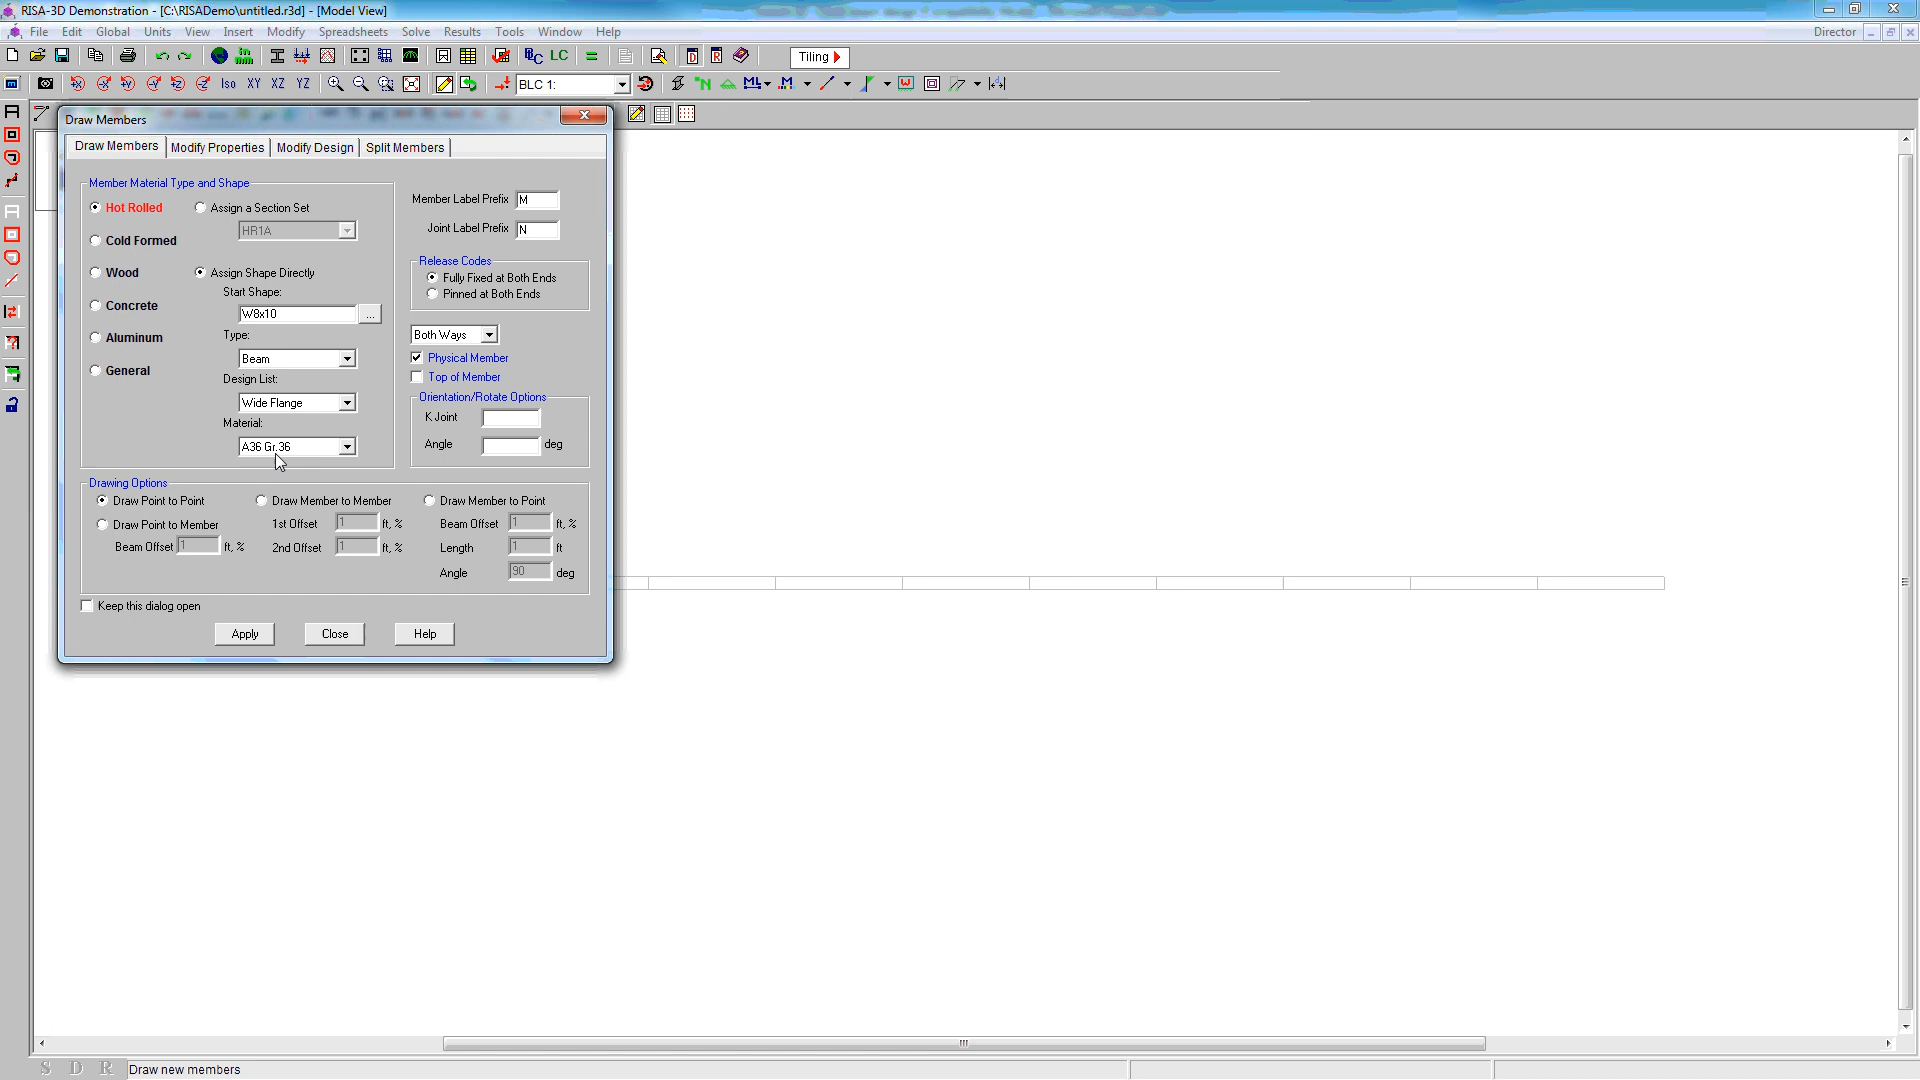 RISA-3D Demonstration - [C:\RISADemo\untitled.r3d] - [Model View]
File Edit Global Units View Insert Modify Spreadsheets Solve Results Tools Window Help Director
LC D R Tiling
Iso XY XZ YZ BLC 1:
Draw Members
Draw Members Modify Properties Modify Design Split Members
Member Material Type and Shape
Hot Rolled
Cold Formed
Wood
Concrete
Aluminum
General
Assign a Section Set
HR1A
Assign Shape Directly
Start Shape:
W8x10 ...
Type:
Beam
Design List:
Wide Flange
Material:
A36 Gr.36
Member Label Prefix M
Joint Label Prefix N
Release Codes
Fully Fixed at Both Ends
Pinned at Both Ends
Both Ways
Physical Member
Top of Member
Orientation/Rotate Options
K Joint
Angle deg
Drawing Options
Draw Point to Point
Draw Point to Member
Beam Offset 1 ft, %
Draw Member to Member
1st Offset 1 ft, %
2nd Offset 1 ft, %
Draw Member to Point
Beam Offset 1 ft, %
Length 1 ft
Angle 90 deg
Keep this dialog open
Apply Close Help
S D R Draw new members